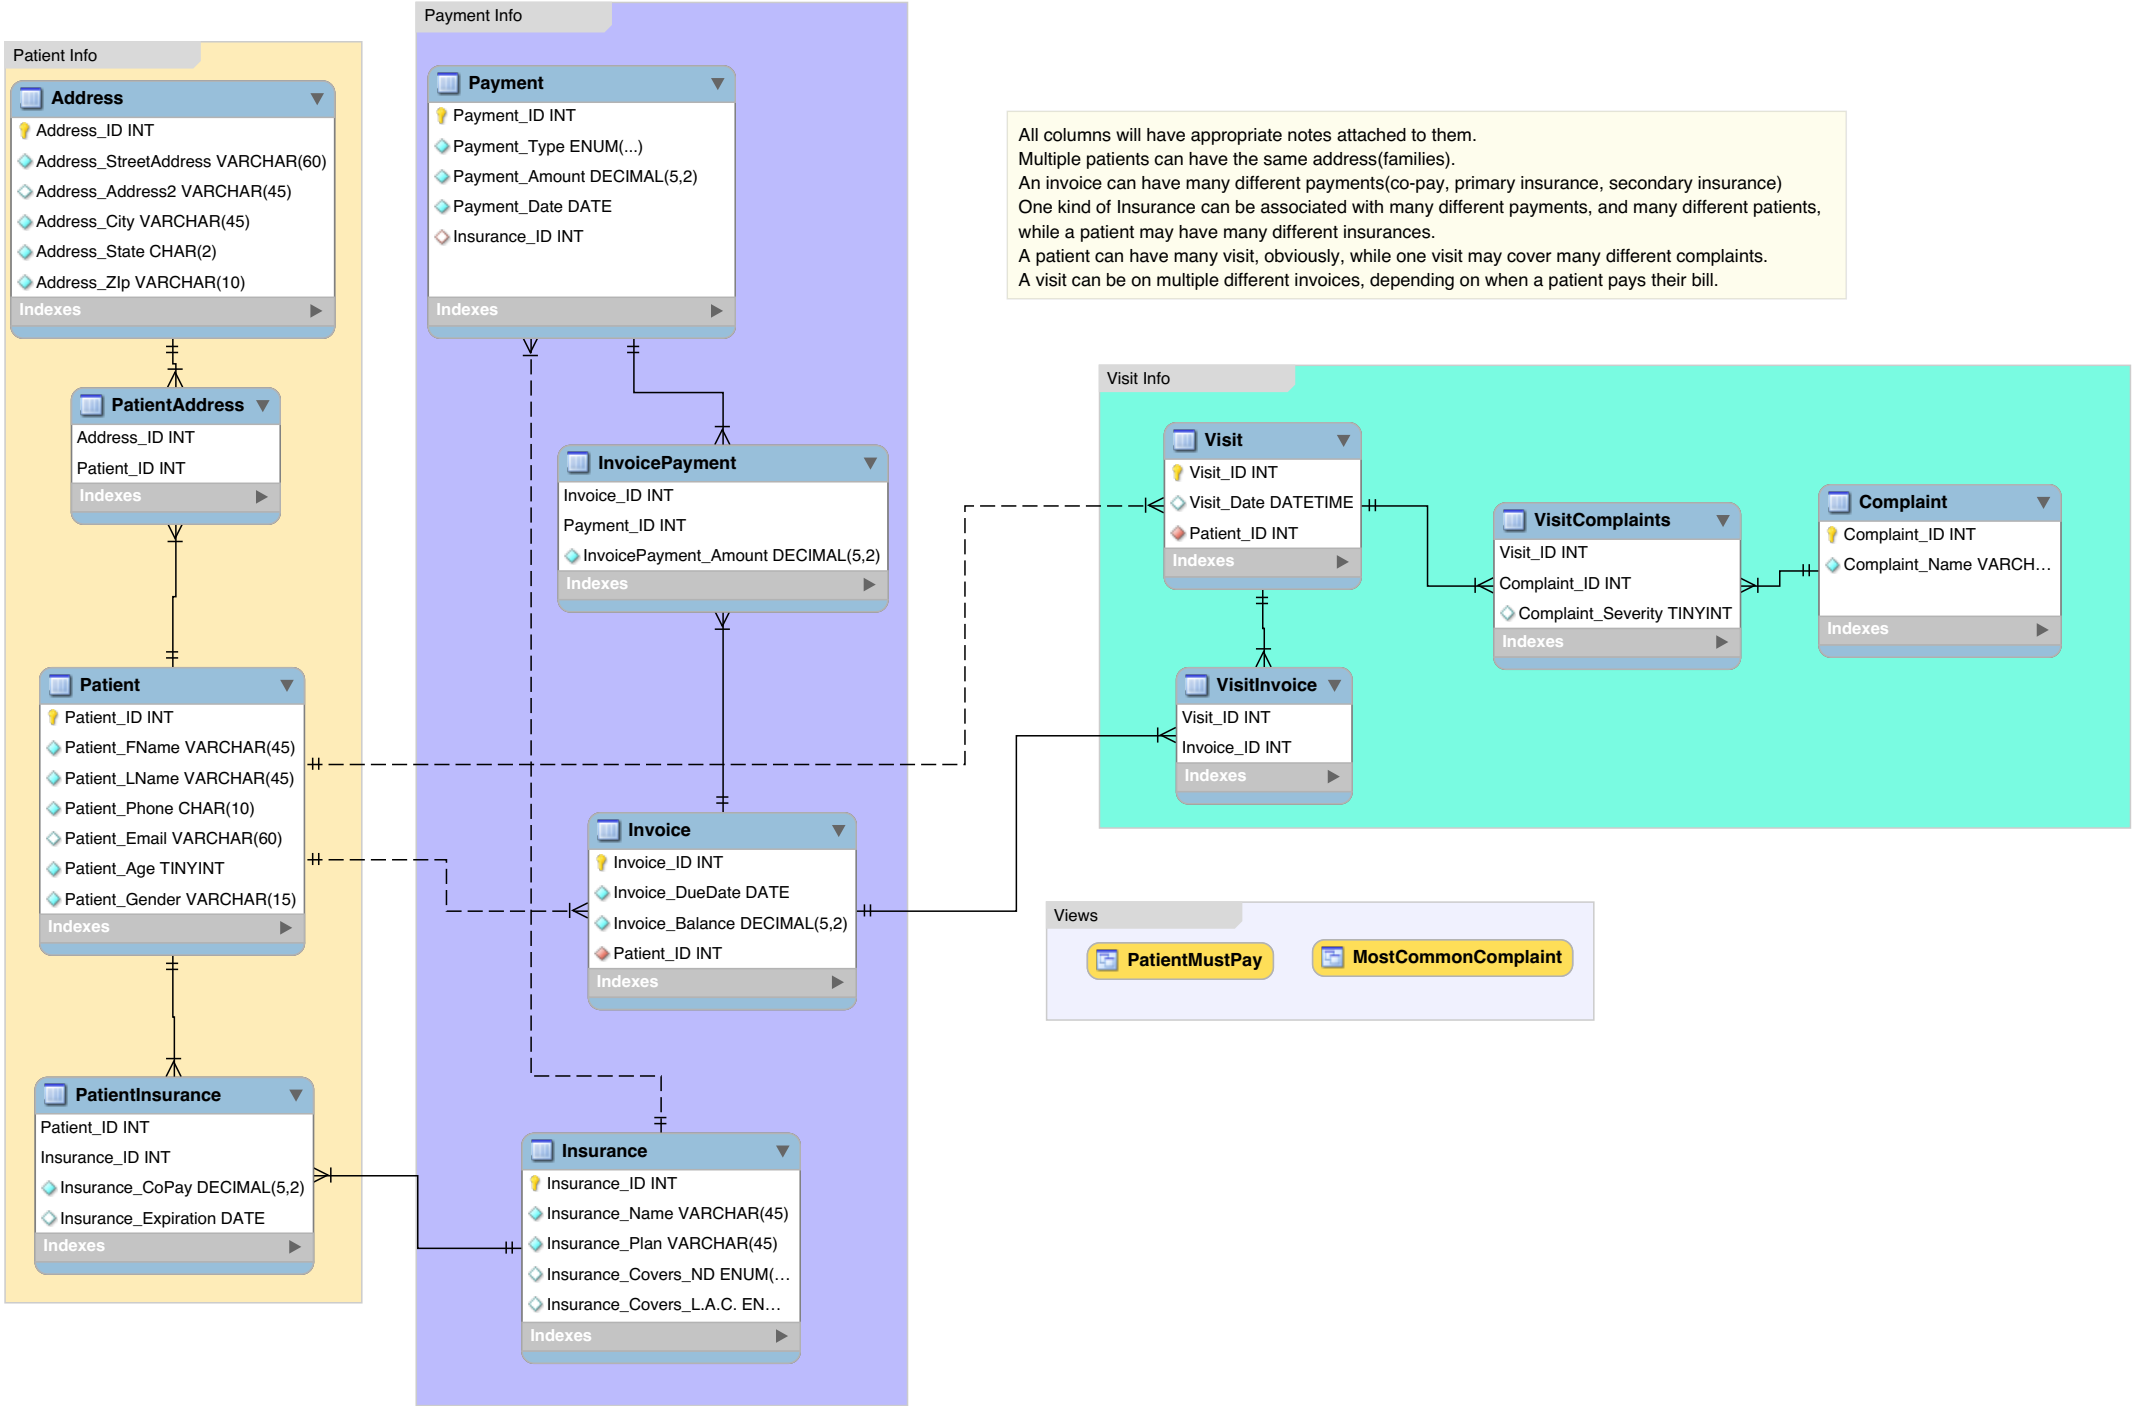 Patient Info
Address
Address_ID INT
Address_StreetAddress VARCHAR(60)
Address_Address2 VARCHAR(45)
Address_City VARCHAR(45)
Address_State CHAR(2)
Address_ZIp VARCHAR(10)
Indexes
PatientAddress
Address_ID INT
Patient_ID INT
Indexes
Patient
Patient_ID INT
Patient_FName VARCHAR(45)
Patient_LName VARCHAR(45)
Patient_Phone CHAR(10)
Patient_Email VARCHAR(60)
Patient_Age TINYINT
Patient_Gender VARCHAR(15)
Indexes
PatientInsurance
Patient_ID INT
Insurance_ID INT
Insurance_CoPay DECIMAL(5,2)
Insurance_Expiration DATE
Indexes
Payment Info
Payment
Payment_ID INT
Payment_Type ENUM(...)
Payment_Amount DECIMAL(5,2)
Payment_Date DATE
Insurance_ID INT
Indexes
InvoicePayment
Invoice_ID INT
Payment_ID INT
InvoicePayment_Amount DECIMAL(5,2)
Indexes
Invoice
Invoice_ID INT
Invoice_DueDate DATE
Invoice_Balance DECIMAL(5,2)
Patient_ID INT
Indexes
Insurance
Insurance_ID INT
Insurance_Name VARCHAR(45)
Insurance_Plan VARCHAR(45)
Insurance_Covers_ND ENUM(...
Insurance_Covers_L.A.C. EN...
Indexes
All columns will have appropriate notes attached to them.
Multiple patients can have the same address(families).
An invoice can have many different payments(co-pay, primary insurance, secondary insurance)
One kind of Insurance can be associated with many different payments, and many different patients,
while a patient may have many different insurances.
A patient can have many visit, obviously, while one visit may cover many different complaints.
A visit can be on multiple different invoices, depending on when a patient pays their bill.
Visit Info
Visit
Visit_ID INT
Visit_Date DATETIME
Patient_ID INT
Indexes
VisitComplaints
Visit_ID INT
Complaint_ID INT
Complaint_Severity TINYINT
Indexes
Complaint
Complaint_ID INT
Complaint_Name VARCH...
Indexes
VisitInvoice
Visit_ID INT
Invoice_ID INT
Indexes
Views
PatientMustPay
MostCommonComplaint